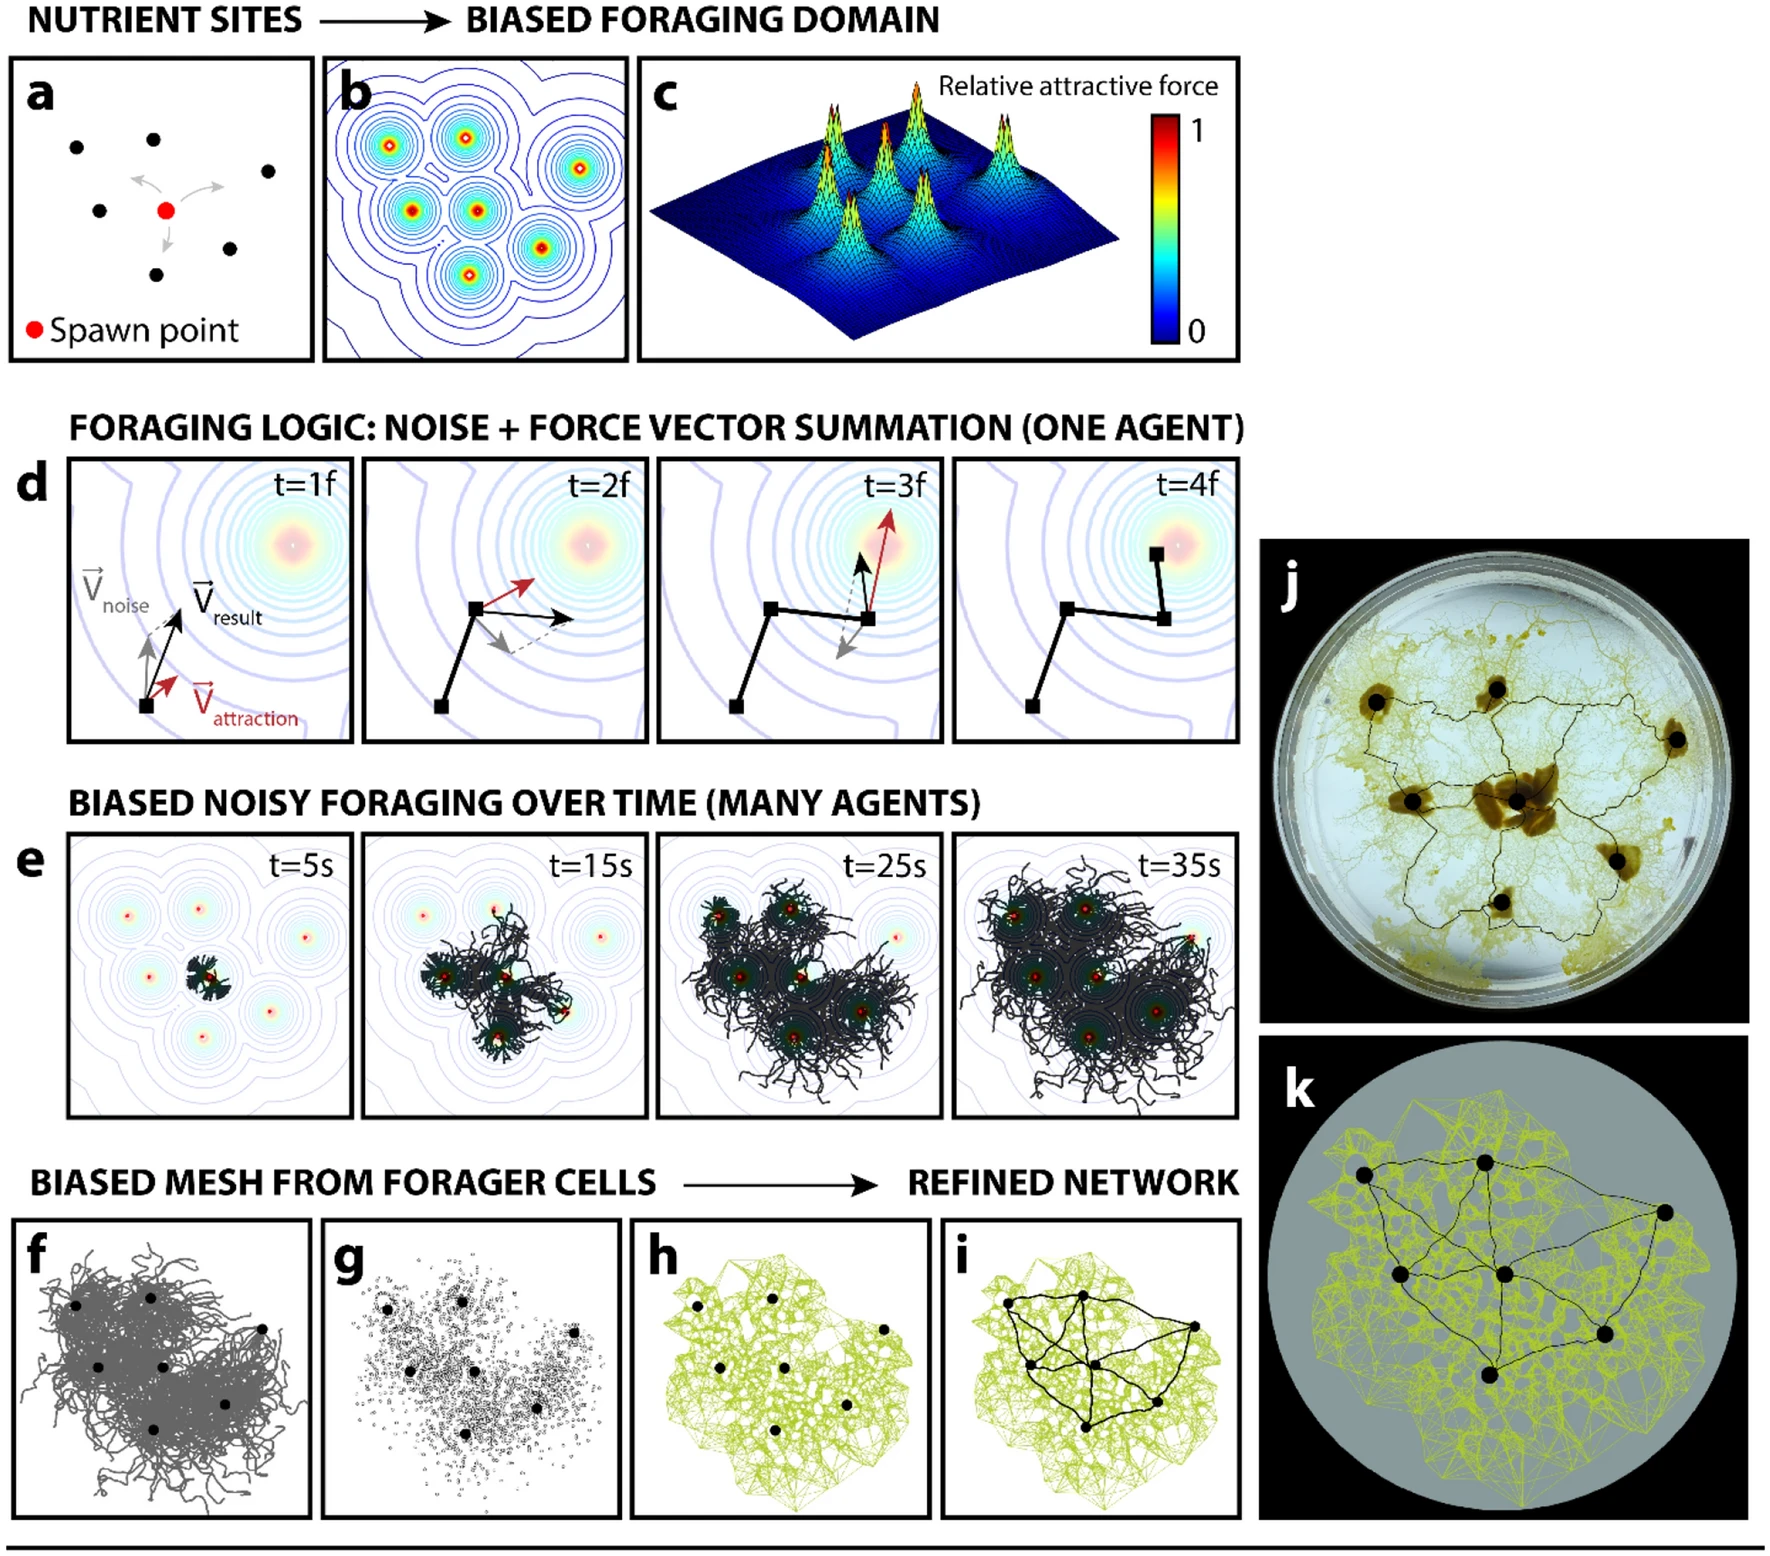 NUTRIENT SITES
BIASED FORAGING DOMAIN
a
Spawn point
b
c
Relative attractive force
1
0
FORAGING LOGIC: NOISE + FORCE VECTOR SUMMATION (ONE AGENT)
d
t=1f
V noise
V result
V attraction
t=2f
t=3f
t=4f
BIASED NOISY FORAGING OVER TIME (MANY AGENTS)
e
t=5s
t=15s
t=25s
t=35s
BIASED MESH FROM FORAGER CELLS
REFINED NETWORK
f
g
h
i
j
k